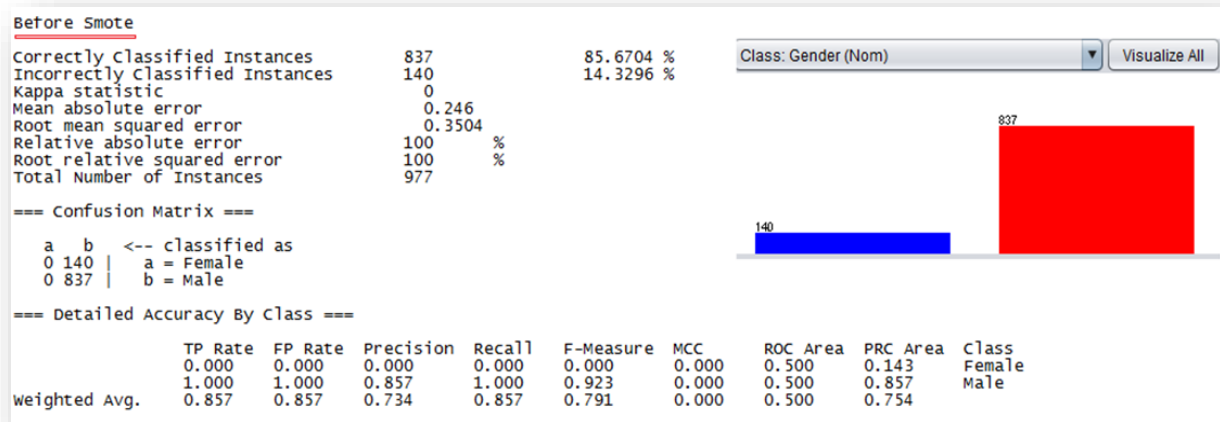 Before Smote
Correctly Classified Instances 837 85.6704 %
Incorrectly Classified Instances 140 14.3296 %
Kappa statistic 0
Mean absolute error 0.246
Root mean squared error 0.3504
Relative absolute error 100 %
Root relative squared error 100 %
Total Number of Instances 977
=== Confusion Matrix ===
a b <-- classified as
0 140 | a = Female
0 837 | b = Male
=== Detailed Accuracy By Class ===
TP Rate FP Rate Precision Recall F-Measure MCC ROC Area PRC Area Class
0.000 0.000 0.000 0.000 0.000 0.000 0.500 0.143 Female
1.000 1.000 0.857 1.000 0.923 0.000 0.500 0.857 Male
Weighted Avg. 0.857 0.857 0.734 0.857 0.791 0.000 0.500 0.754
Class: Gender (Nom) Visualize All
837
140